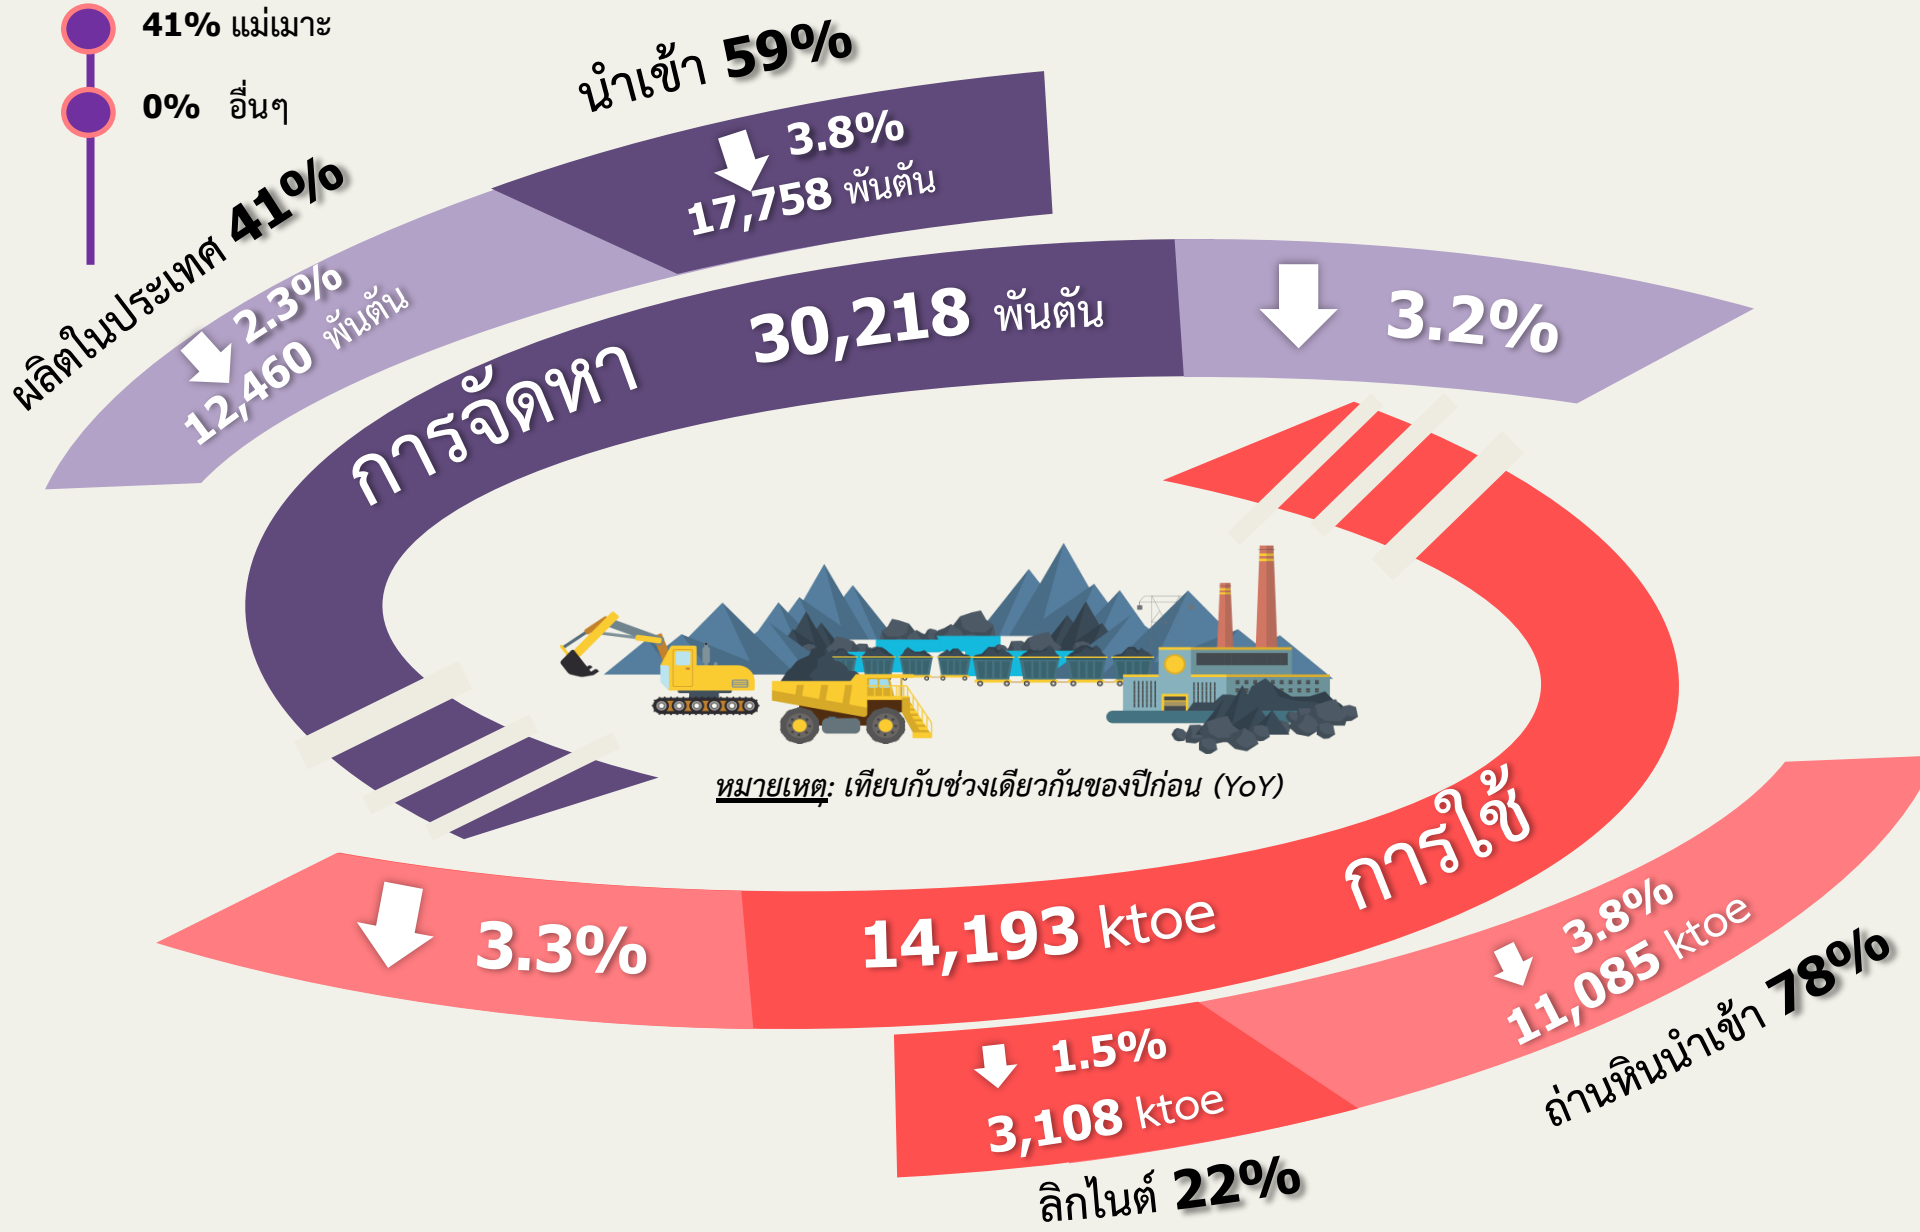 41% แม่เมาะ
0% อื่นๆ
นำเข้า 59%
3.8%
17,758 พันตัน
ผลิตในประเทศ 41%
2.3%
12,460 พันตัน
การจัดหา
30,218 พันตัน
3.2%
หมายเหตุ: เทียบกับช่วงเดียวกันของปีก่อน (YoY)
การใช้
14,193 ktoe
3.3%
3.8%
11,085 ktoe
ถ่านหินนำเข้า 78%
1.5%
3,108 ktoe
ลิกไนต์ 22%